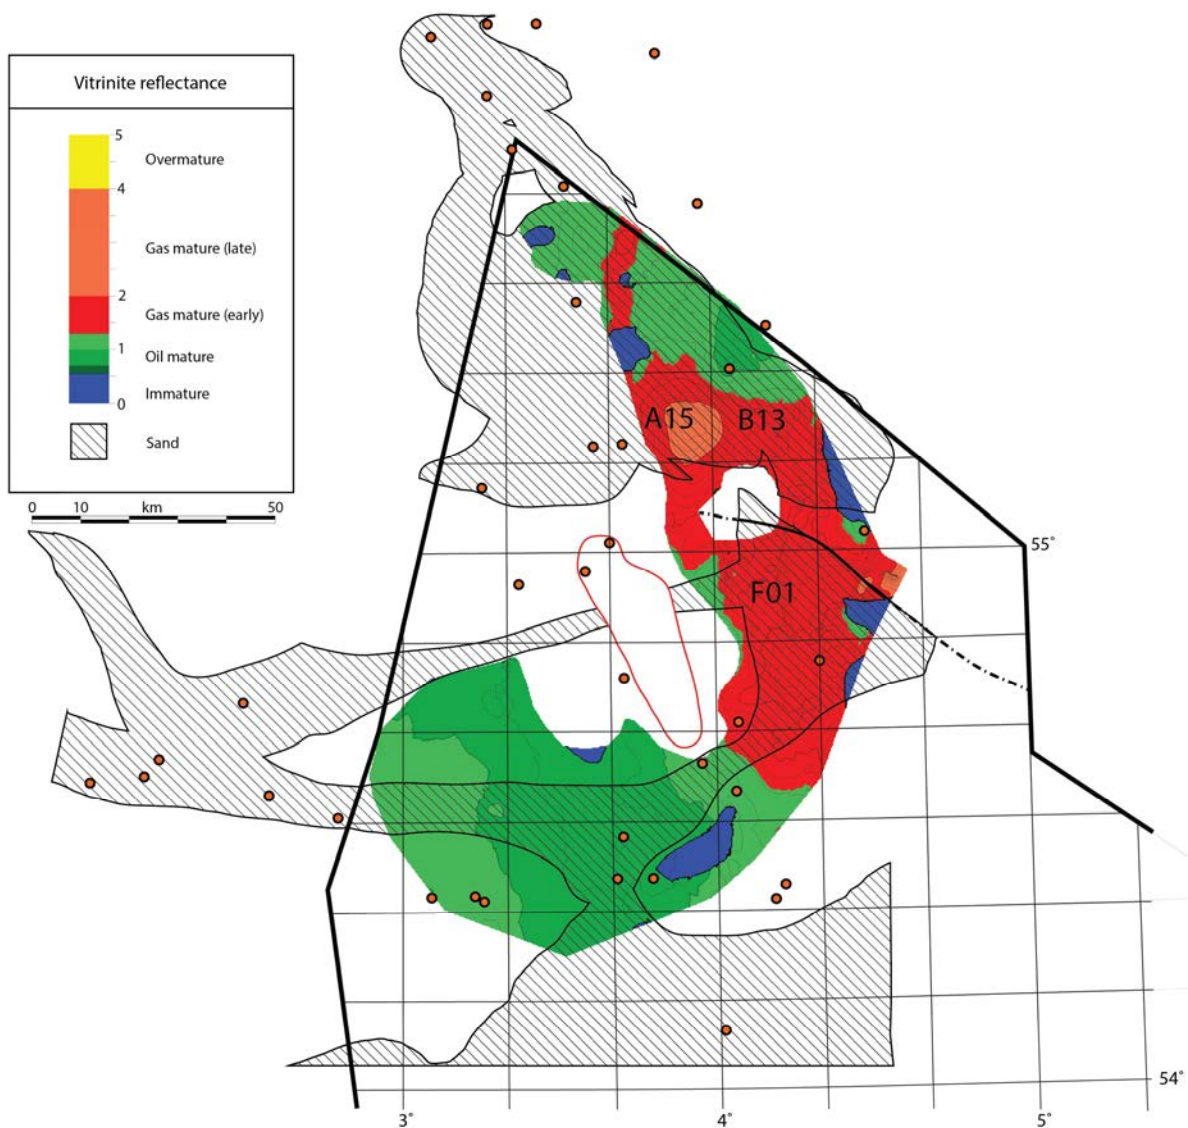 Vitrinite reflectance
5
Overmature
4
Gas mature (late)
2
Gas mature (early)
1
Oil mature
Immature
0
Sand
0 10 km 50
A15 B13
55°
F01
54°
3° 4° 5°